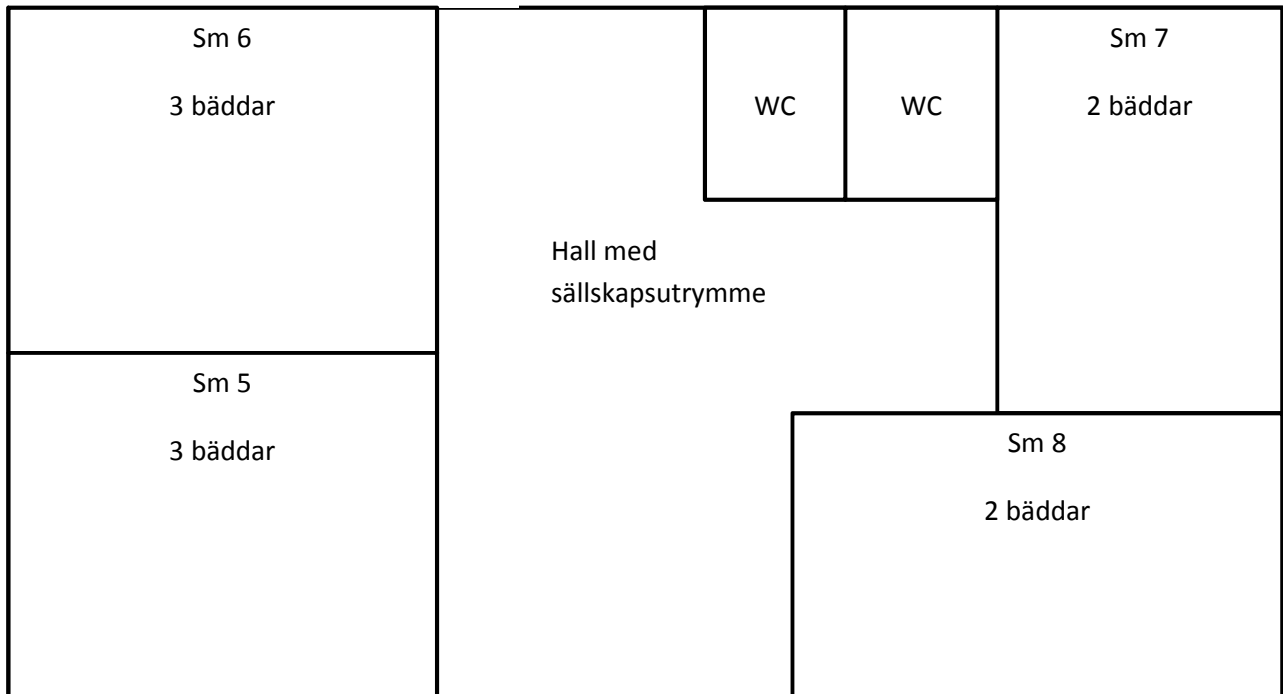 Sm 6
3 bäddar
WC
WC
Sm 7
2 bäddar
Hall med
sällskapsutrymme
Sm 5
3 bäddar
Sm 8
2 bäddar